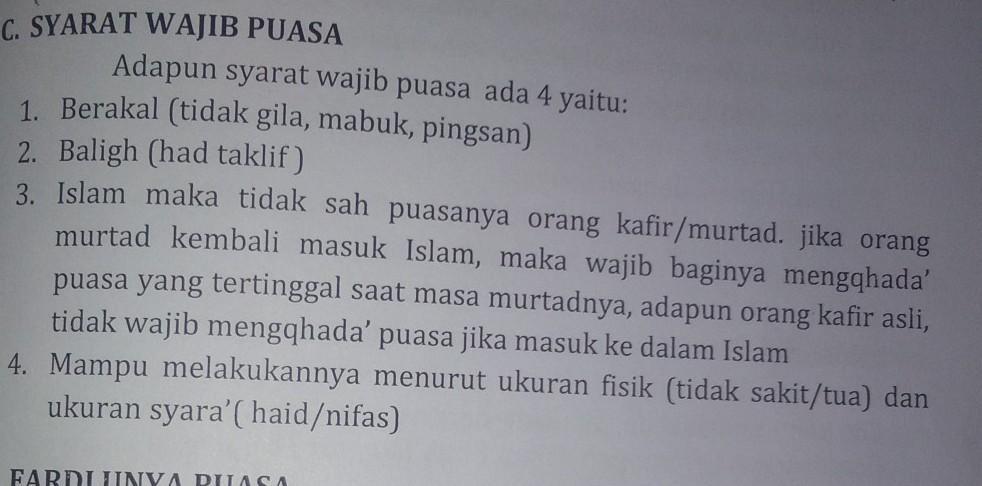 C. SYARAT WAJIB PUASA
Adapun syarat wajib puasa ada 4 yaitu:
1. Berakal (tidak gila, mabuk, pingsan)
2. Baligh (had taklif)
3. Islam maka tidak sah puasanya orang kafir/murtad. jika orang
murtad kembali masuk Islam, maka wajib baginya mengqhada’
puasa yang tertinggal saat masa murtadnya, adapun orang kafir asli,
tidak wajib mengqhada’ puasa jika masuk ke dalam Islam
4. Mampu melakukannya menurut ukuran fisik (tidak sakit/tua) dan
ukuran syara’( haid/nifas)
FARDLUNYA PUASA